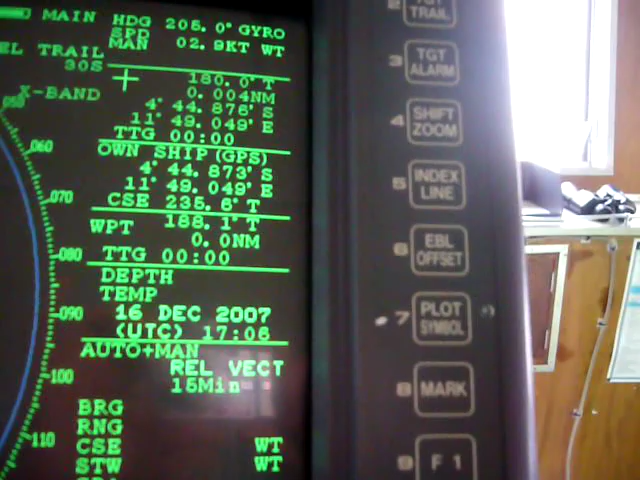 MAIN HDG 205.0° GYRO
SPD
MAN 02.9KT WT
EL TRAIL
30S
180.0°T
X-BAND 0.004NM
4° 44.876' S
11° 49.049' E
TTG 00:00
OWN SHIP(GPS)
4° 44.873' S
11° 49.049' E
CSE 235.6°T
WPT 188.1°T
0.0NM
TTG 00:00
DEPTH
TEMP
16 DEC 2007
(UTC) 17:06
AUTO+MAN
REL VECT
15Min
BRG
RNG
CSE WT
STW WT
050
060
070
080
090
100
110
2 TGT TRAIL
3 TGT ALARM
4 SHIFT ZOOM
5 INDEX LINE
6 EBL OFFSET
7 PLOT SYMBOL
8 MARK
9 F 1